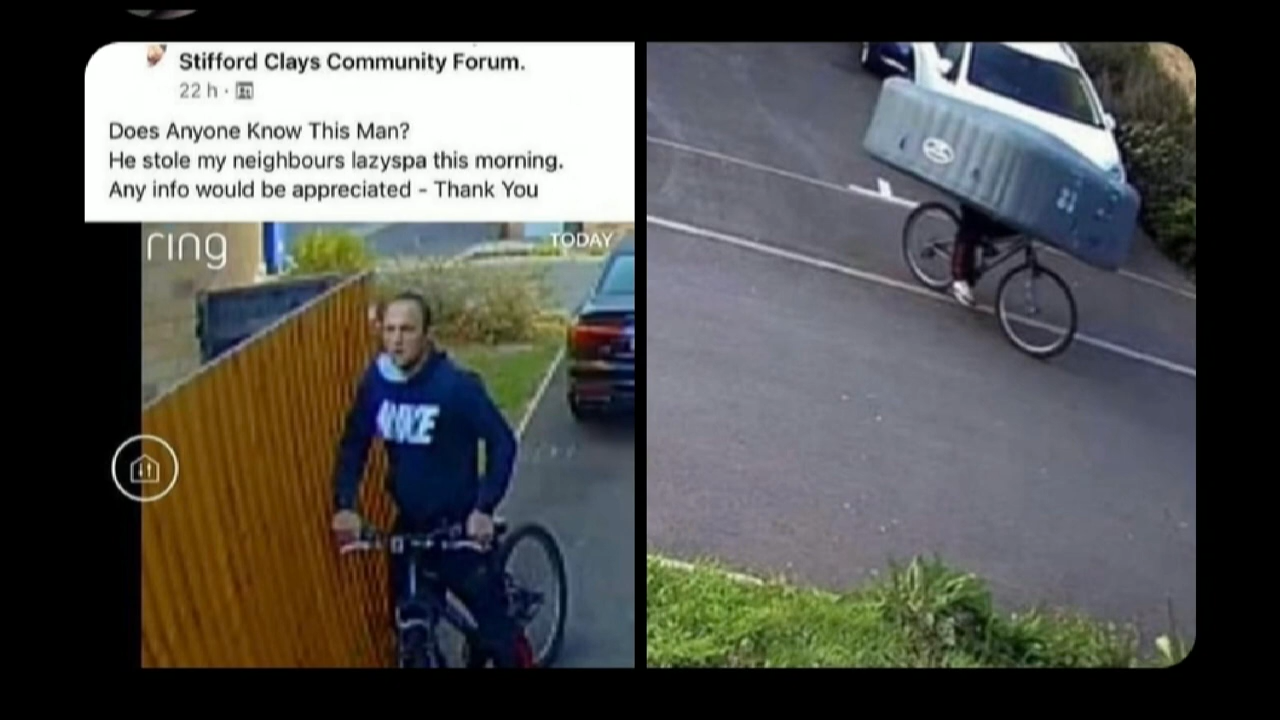 Stifford Clays Community Forum.
22 h ·
Does Anyone Know This Man?
He stole my neighbours lazyspa this morning.
Any info would be appreciated - Thank You
ring
TODAY
NIKE